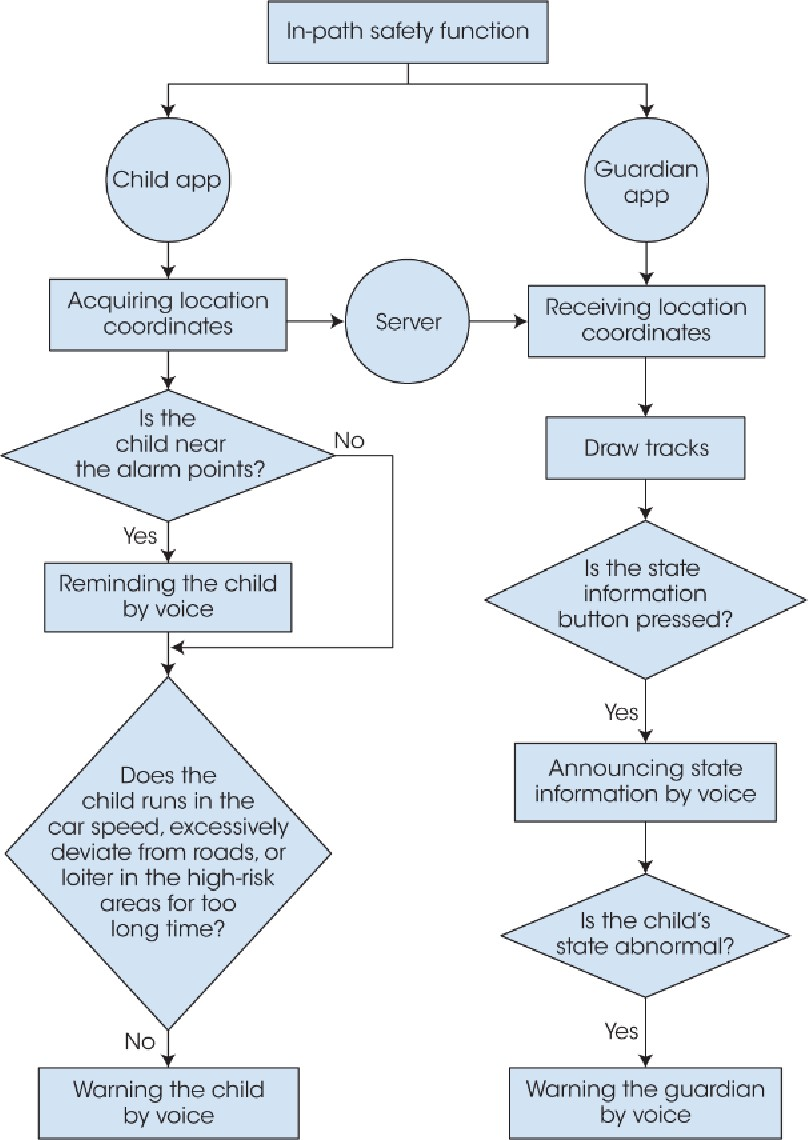 In-path safety function
Child app
Guardian
app
Acquiring location
coordinates
Server
Receiving location
coordinates
Is the
child near
the alarm points?
No
Draw tracks
Yes
Reminding the child
by voice
Is the state
information
button pressed?
Yes
Does the
child runs in the
car speed, excessively
deviate from roads, or
loiter in the high-risk
areas for too
long time?
Announcing state
information by voice
Is the child's
state abnormal?
No
Yes
Warning the child
by voice
Warning the guardian
by voice